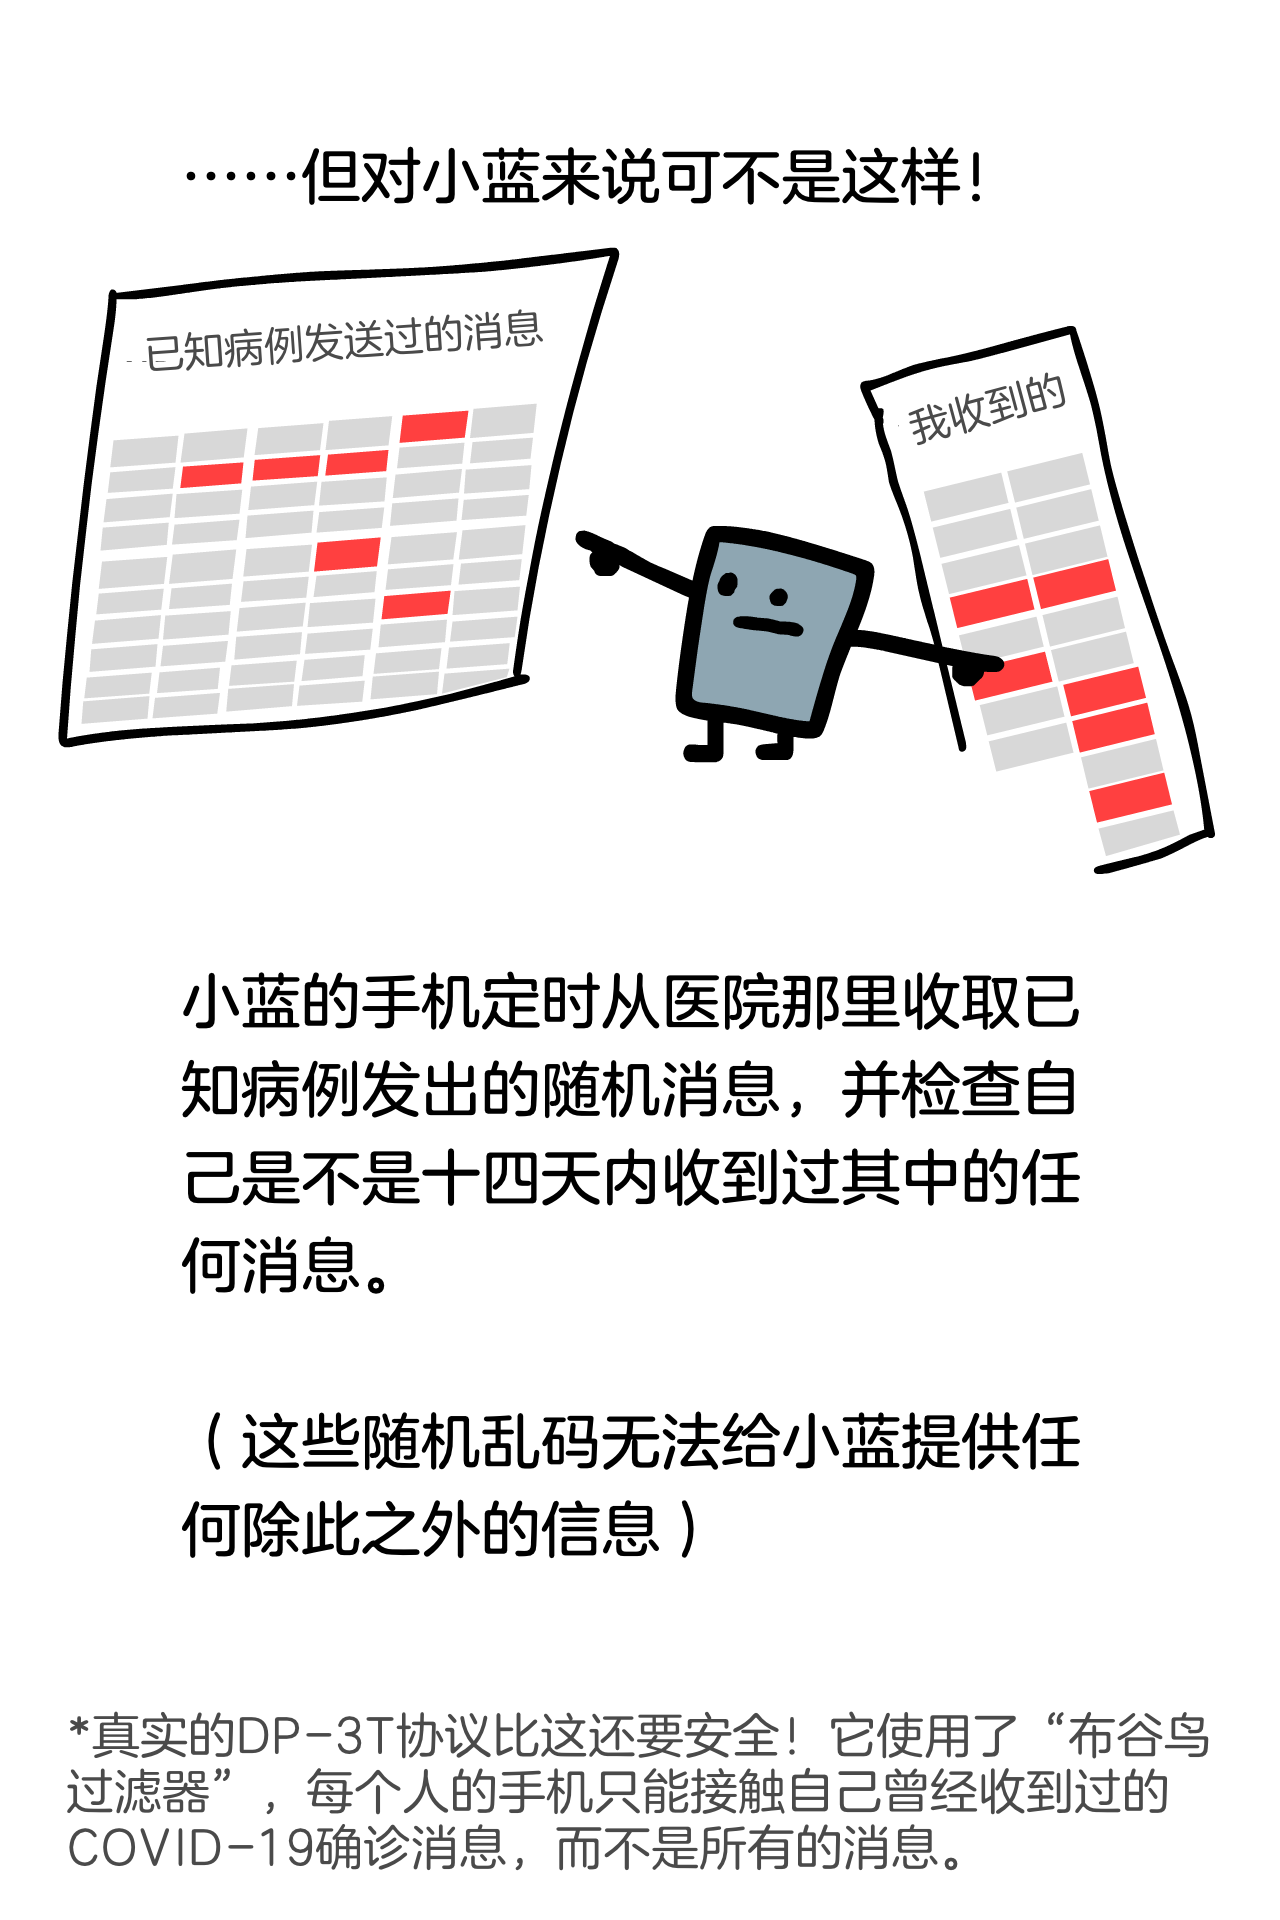 ……但对小蓝来说可不是这样！
已知病例发送过的消息
我收到的
小蓝的手机定时从医院那里收取已
知病例发出的随机消息，并检查自
己是不是十四天内收到过其中的任
何消息。
（这些随机乱码无法给小蓝提供任
何除此之外的信息）
*真实的DP-3T协议比这还要安全！它使用了“布谷鸟
过滤器”，每个人的手机只能接触自己曾经收到过的
COVID-19确诊消息，而不是所有的消息。